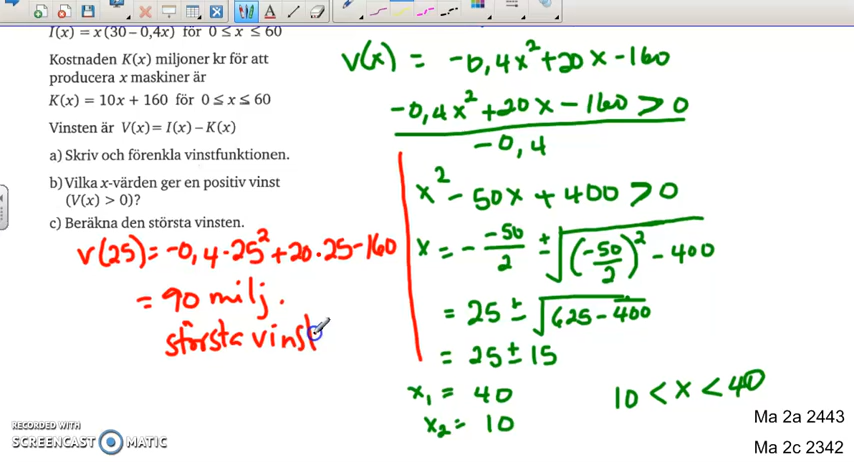 I(x) = x(30−0,4x) för 0 ≤ x ≤ 60
Kostnaden K(x) miljoner kr för att
producera x maskiner är
K(x) = 10x + 160 för 0 ≤ x ≤ 60
Vinsten är V(x) = I(x) − K(x)
a) Skriv och förenkla vinstfunktionen.
b) Vilka x-värden ger en positiv vinst
(V(x) > 0)?
c) Beräkna den största vinsten.
v(25) = -0,4·25² + 20·25 - 160
= 90 milj.
största vinst
v(x) = -0,4x² + 20x - 160
-0,4x² + 20x - 160 > 0
-0,4
x² - 50x + 400 > 0
x = - -50/2 ± √(-50/2)² - 400
= 25 ± √625 - 400
= 25 ± 15
x₁ = 40
x₂ = 10
10 < x < 40
Ma 2a 2443
Ma 2c 2342
RECORDED WITH
SCREENCAST MATIC